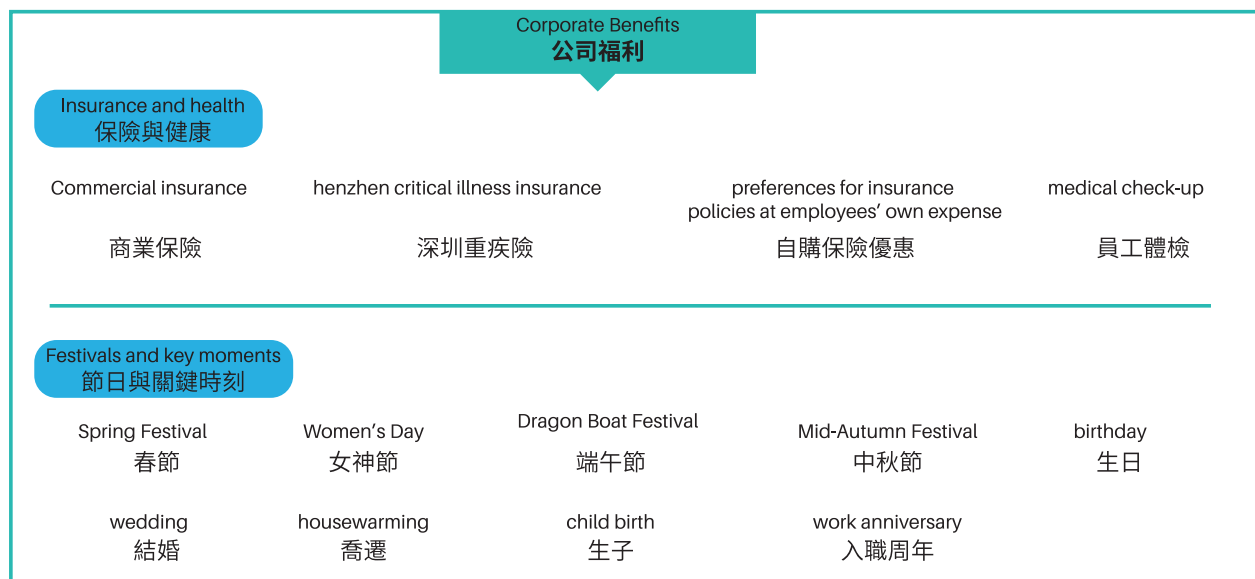 Corporate Benefits
公司福利
Insurance and health
保險與健康
Commercial insurance
商業保險
henzhen critical illness insurance
深圳重疾險
preferences for insurance
policies at employees' own expense
自購保險優惠
medical check-up
員工體檢
Festivals and key moments
節日與關鍵時刻
Spring Festival
春節
Women's Day
女神節
Dragon Boat Festival
端午節
Mid-Autumn Festival
中秋節
birthday
生日
wedding
結婚
housewarming
喬遷
child birth
生子
work anniversary
入職周年